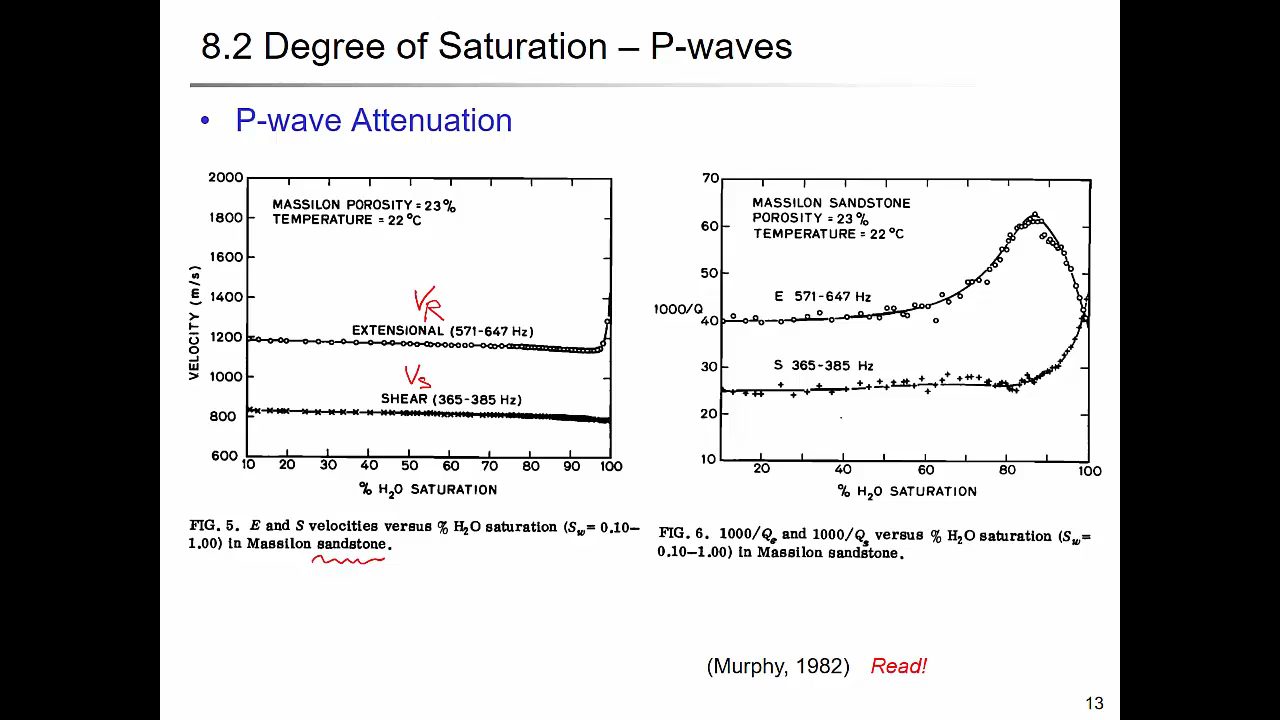 8.2 Degree of Saturation – P-waves
• P-wave Attenuation
2000
1800
1600
1400
1200
1000
800
600
VELOCITY (m/s)
MASSILON POROSITY = 23%
TEMPERATURE = 22 °C
VR
EXTENSIONAL (571-647 Hz)
Vs
SHEAR (365-385 Hz)
10 20 30 40 50 60 70 80 90 100
% H2O SATURATION
FIG. 5. E and S velocities versus % H2O saturation (Sw= 0.10–
1.00) in Massilon sandstone.
70
60
50
40
30
20
10
1000/Q
MASSILON SANDSTONE
POROSITY = 23%
TEMPERATURE = 22 °C
E 571-647 Hz
S 365-385 Hz
20 40 60 80 100
% H2O SATURATION
FIG. 6. 1000/Qe and 1000/Qs versus % H2O saturation (Sw=
0.10–1.00) in Massilon sandstone.
(Murphy, 1982) Read!
13